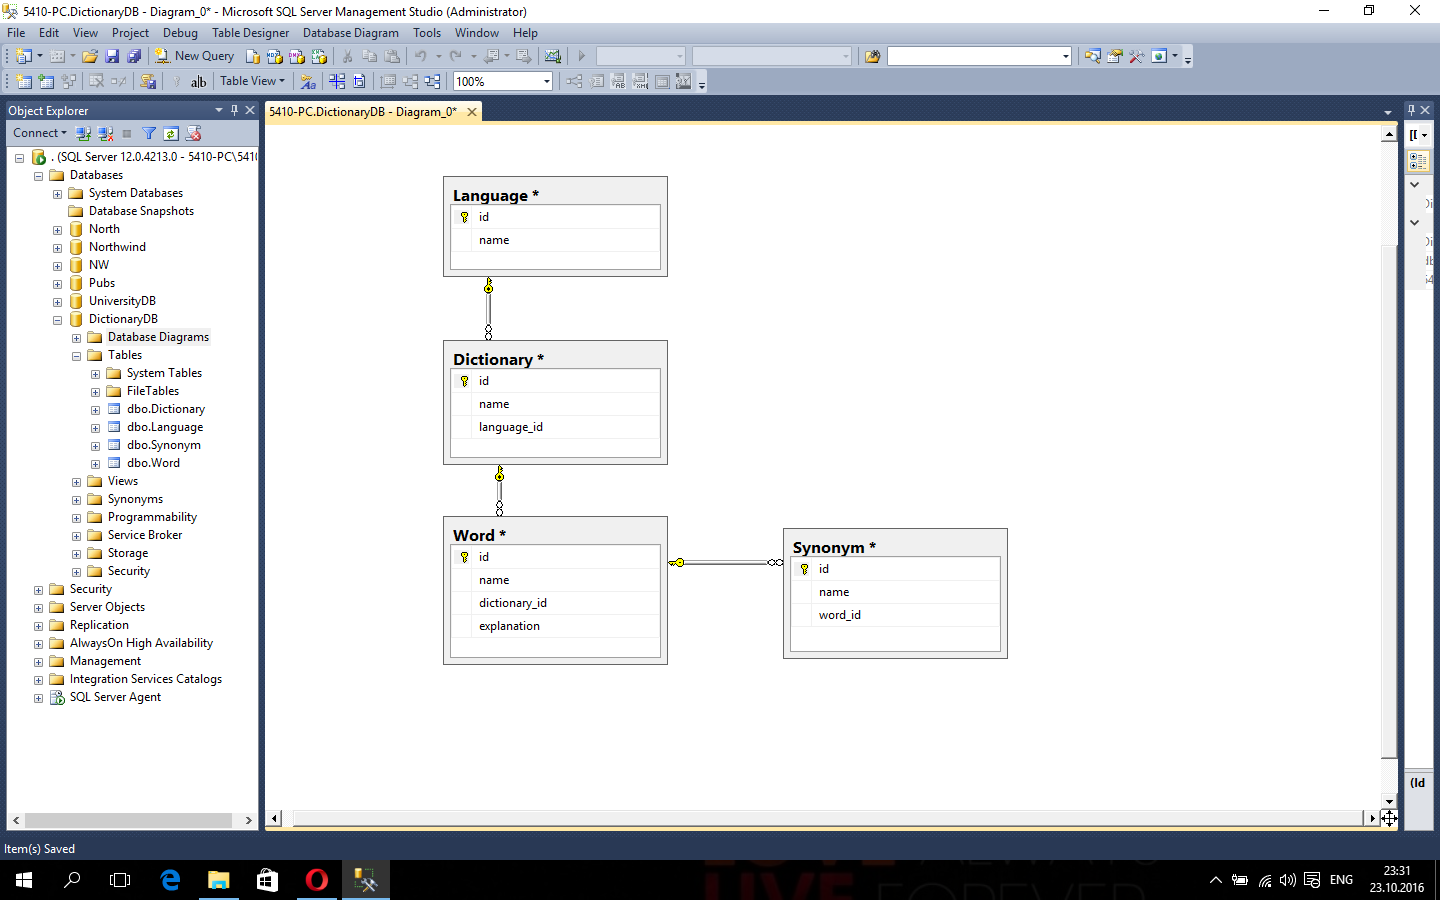 5410-PC.DictionaryDB - Diagram_0* - Microsoft SQL Server Management Studio (Administrator)
File Edit View Project Debug Table Designer Database Diagram Tools Window Help
New Query
Table View 100%
Object Explorer
Connect
. (SQL Server 12.0.4213.0 - 5410-PC\5410
Databases
System Databases
Database Snapshots
North
Northwind
NW
Pubs
UniversityDB
DictionaryDB
Database Diagrams
Tables
System Tables
FileTables
dbo.Dictionary
dbo.Language
dbo.Synonym
dbo.Word
Views
Synonyms
Programmability
Service Broker
Storage
Security
Security
Server Objects
Replication
AlwaysOn High Availability
Management
Integration Services Catalogs
SQL Server Agent
5410-PC.DictionaryDB - Diagram_0*
Language *
id
name
Dictionary *
id
name
language_id
Word *
id
name
dictionary_id
explanation
Synonym *
id
name
word_id
(Id
Item(s) Saved
ENG
23:31
23.10.2016